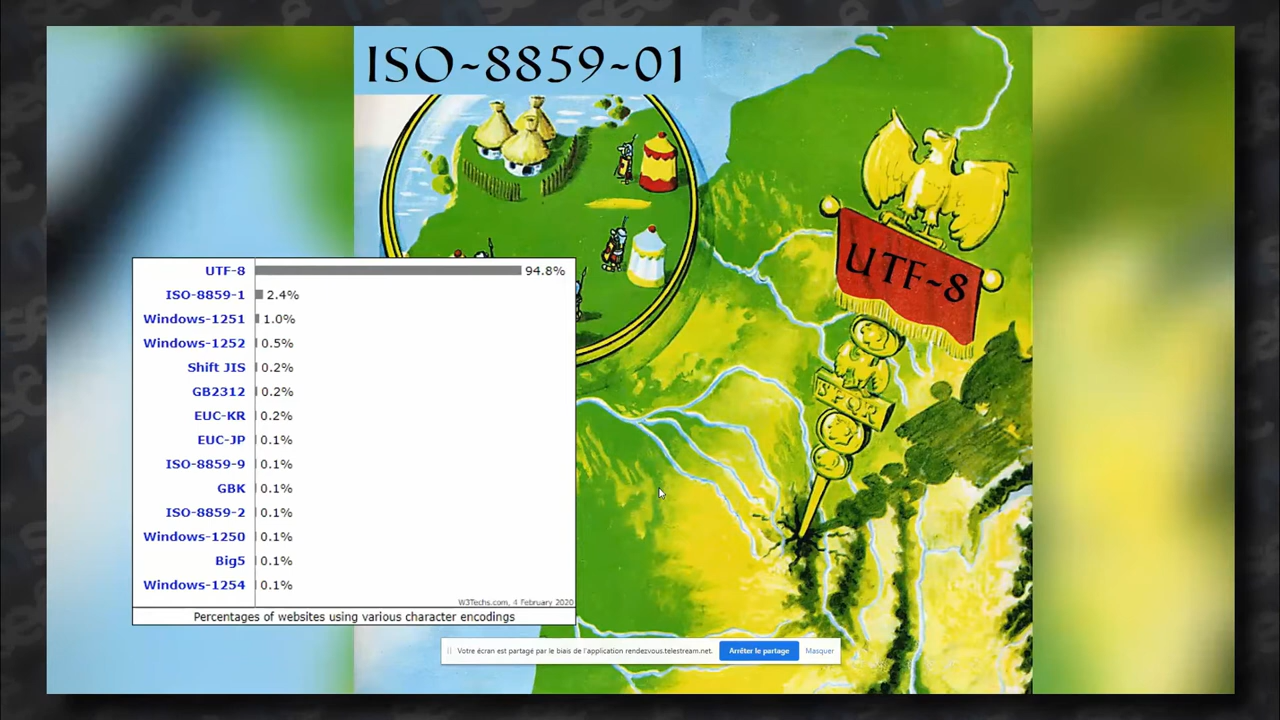 ISO-8859-01
UTF-8
SPQR
UTF-8 94.8%
ISO-8859-1 2.4%
Windows-1251 1.0%
Windows-1252 0.5%
Shift JIS 0.2%
GB2312 0.2%
EUC-KR 0.2%
EUC-JP 0.1%
ISO-8859-9 0.1%
GBK 0.1%
ISO-8859-2 0.1%
Windows-1250 0.1%
Big5 0.1%
Windows-1254 0.1%
W3Techs.com, 4 February 2020
Percentages of websites using various character encodings
Votre écran est partagé par le biais de l'application rendezvous.telestream.net. Arrêter le partage Masquer